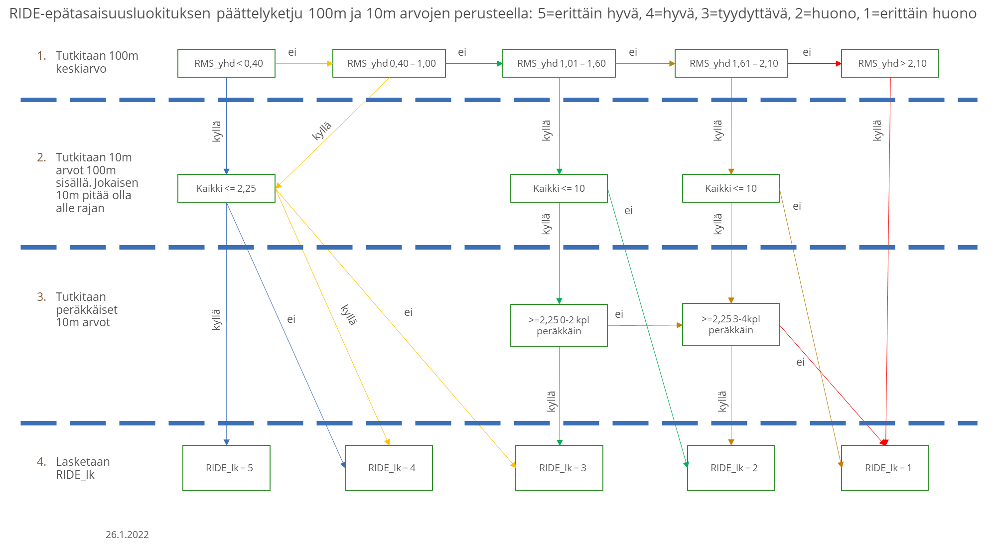 RIDE-epätasaisuusluokituksen päättelyketju 100m ja 10m arvojen perusteella: 5=erittäin hyvä, 4=hyvä, 3=tyydyttävä, 2=huono, 1=erittäin huono
1. Tutkitaan 100m
keskiarvo
RMS_yhd < 0,40
ei
RMS_yhd 0,40 – 1,00
ei
RMS_yhd 1,01 – 1,60
ei
RMS_yhd 1,61 – 2,10
ei
RMS_yhd > 2,10
kyllä
kyllä
kyllä
kyllä
kyllä
2. Tutkitaan 10m
arvot 100m
sisällä. Jokaisen
10m pitää olla
alle rajan
Kaikki <= 2,25
Kaikki <= 10
Kaikki <= 10
ei
ei
kyllä
kyllä
3. Tutkitaan
peräkkäiset
10m arvot
kyllä
ei
kyllä
ei
>=2,25 0-2 kpl
peräkkäin
ei
>=2,25 3-4kpl
peräkkäin
ei
kyllä
kyllä
4. Lasketaan
RIDE_lk
RIDE_lk = 5
RIDE_lk = 4
RIDE_lk = 3
RIDE_lk = 2
RIDE_lk = 1
26.1.2022